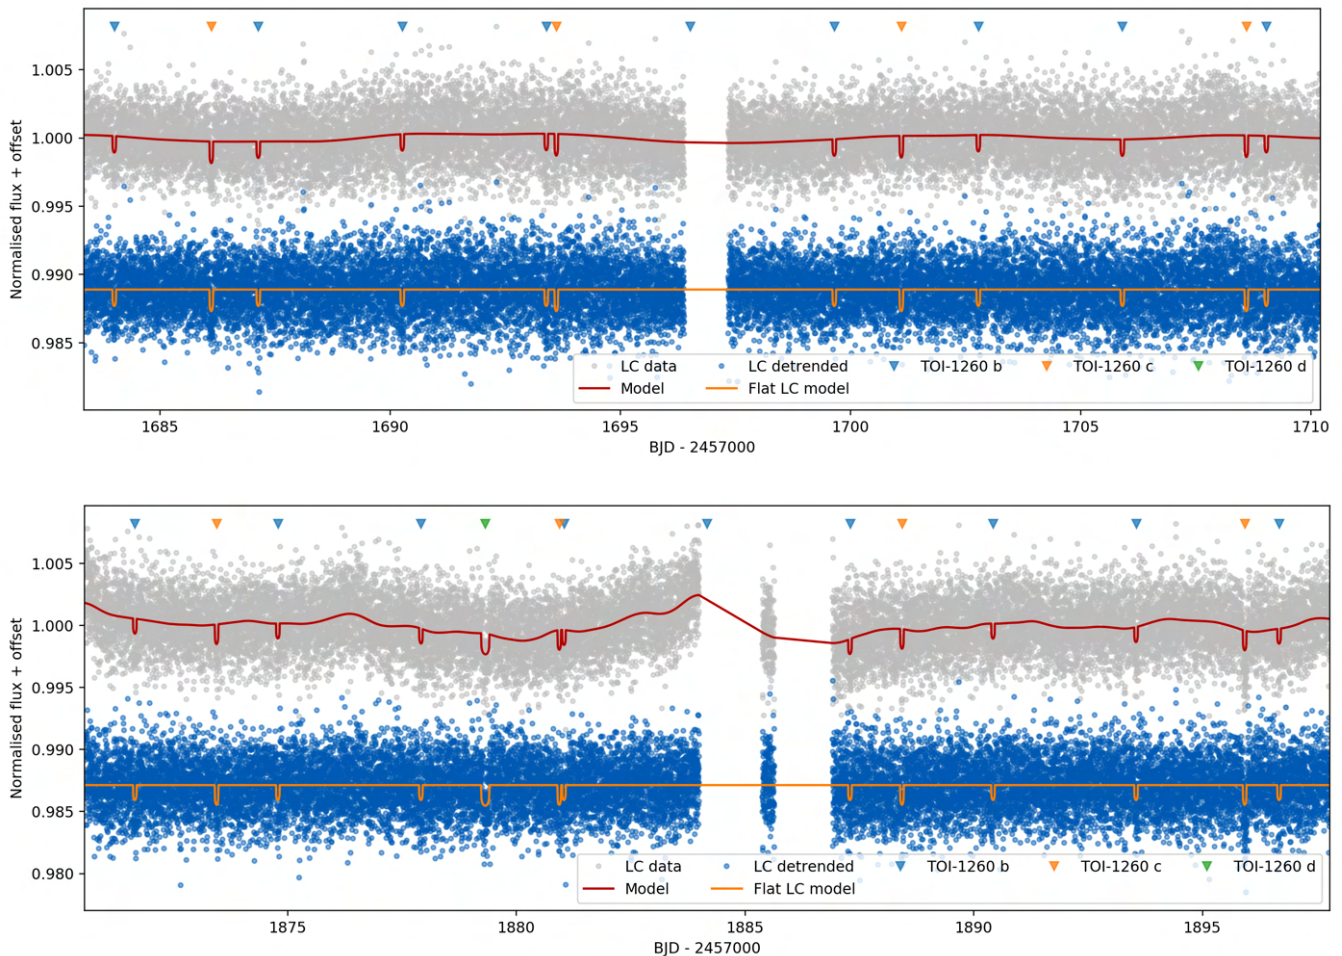 1.005
1.000
0.995
0.990
0.985
Normalised flux + offset
LC data LC detrended TOI-1260 b TOI-1260 c TOI-1260 d
Model Flat LC model
1685 1690 1695 1700 1705 1710
BJD - 2457000
1.005
1.000
0.995
0.990
0.985
0.980
Normalised flux + offset
LC data LC detrended TOI-1260 b TOI-1260 c TOI-1260 d
Model Flat LC model
1875 1880 1885 1890 1895
BJD - 2457000